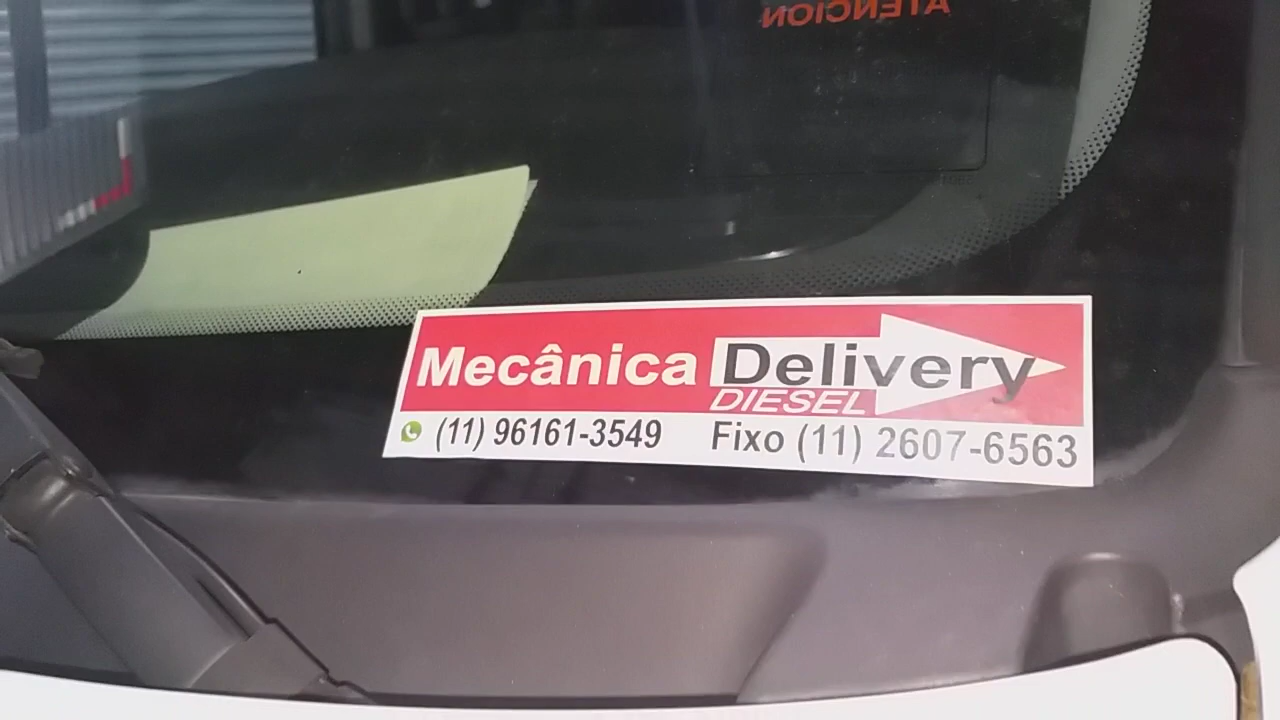 ATENCION
Mecânica Delivery
DIESEL
(11) 96161-3549 Fixo (11) 2607-6563